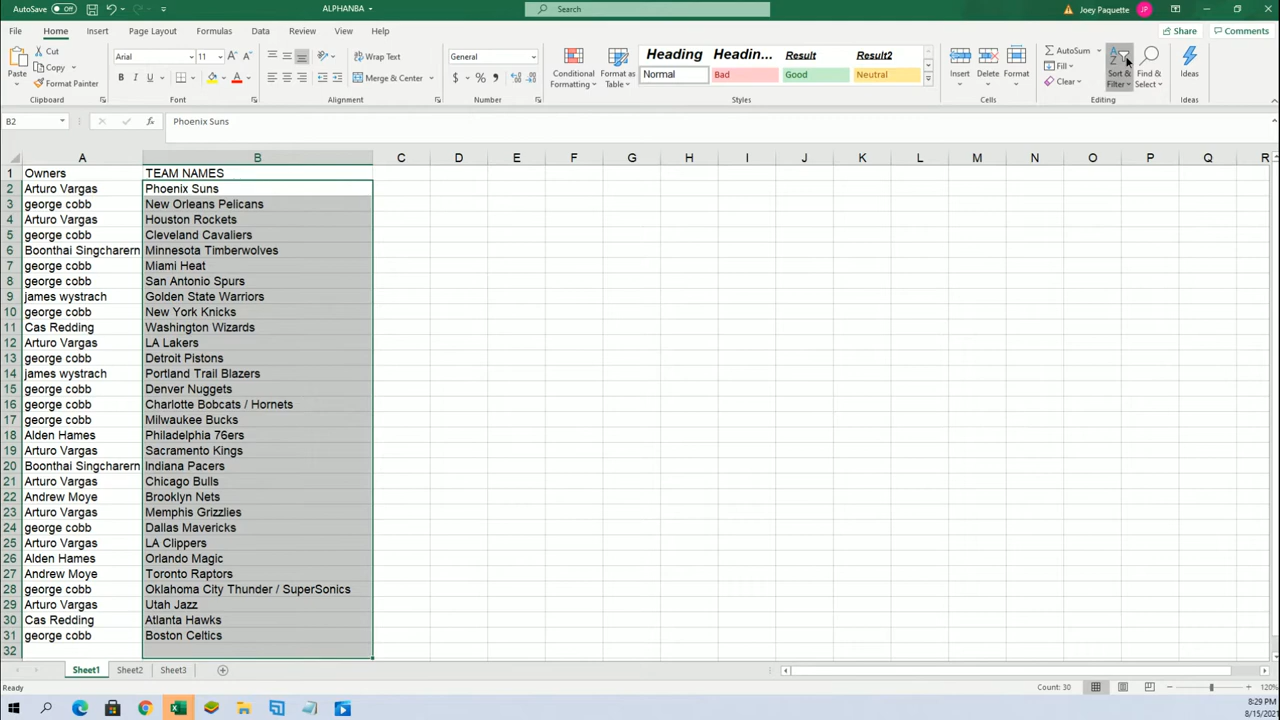 AutoSave Off ALPHANBA Search Joey Paquette JP
File Home Insert Page Layout Formulas Data Review View Help Share Comments
Cut Arial 11 Wrap Text General Heading Headin... Result Result2 AutoSum
Copy Fill
Paste Format Painter Merge & Center Conditional Formatting Format as Table Normal Bad Good Neutral Insert Delete Format Clear Sort & Filter Find & Select Ideas
Clipboard Font Alignment Number Styles Cells Editing Ideas
B2 Phoenix Suns
A B C D E F G H I J K L M N O P Q R
1 Owners TEAM NAMES
2 Arturo Vargas Phoenix Suns
3 george cobb New Orleans Pelicans
4 Arturo Vargas Houston Rockets
5 george cobb Cleveland Cavaliers
6 Boonthai Singcharern Minnesota Timberwolves
7 george cobb Miami Heat
8 george cobb San Antonio Spurs
9 james wystrach Golden State Warriors
10 george cobb New York Knicks
11 Cas Redding Washington Wizards
12 Arturo Vargas LA Lakers
13 george cobb Detroit Pistons
14 james wystrach Portland Trail Blazers
15 george cobb Denver Nuggets
16 george cobb Charlotte Bobcats / Hornets
17 george cobb Milwaukee Bucks
18 Alden Hames Philadelphia 76ers
19 Arturo Vargas Sacramento Kings
20 Boonthai Singcharern Indiana Pacers
21 Arturo Vargas Chicago Bulls
22 Andrew Moye Brooklyn Nets
23 Arturo Vargas Memphis Grizzlies
24 george cobb Dallas Mavericks
25 Arturo Vargas LA Clippers
26 Alden Hames Orlando Magic
27 Andrew Moye Toronto Raptors
28 george cobb Oklahoma City Thunder / SuperSonics
29 Arturo Vargas Utah Jazz
30 Cas Redding Atlanta Hawks
31 george cobb Boston Celtics
32
Sheet1 Sheet2 Sheet3
Ready Count: 30 120%
8:29 PM
8/15/2021